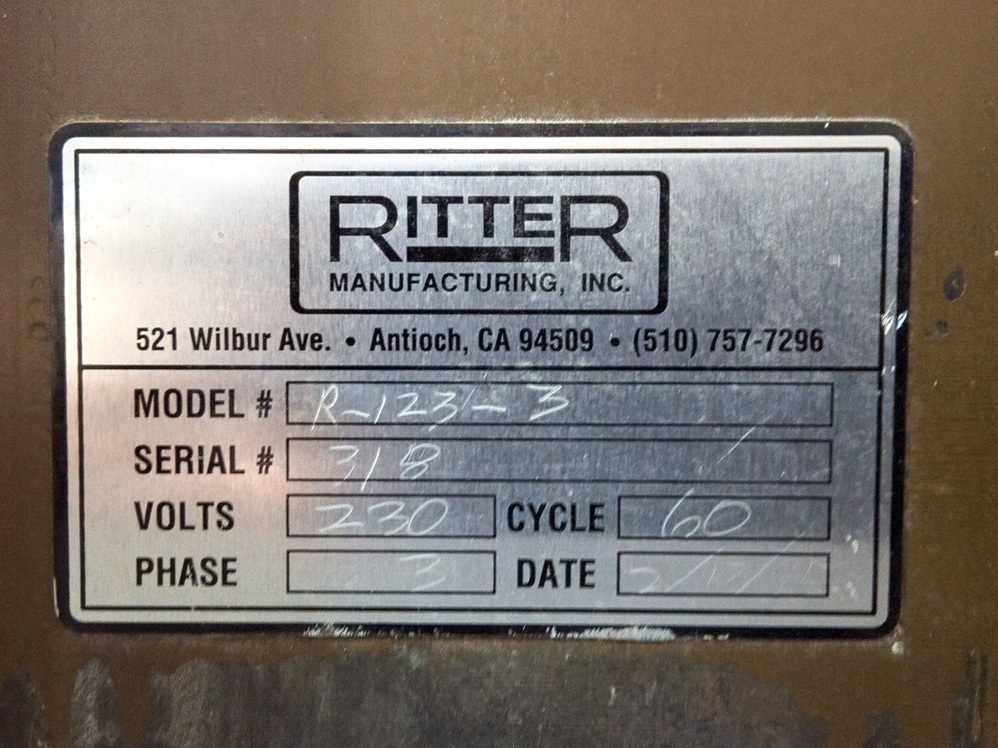 RITTER
MANUFACTURING, INC.
521 Wilbur Ave. • Antioch, CA 94509 • (510) 757-7296
MODEL # R-123-3
SERIAL # 318
VOLTS 230 CYCLE 60
PHASE 3 DATE